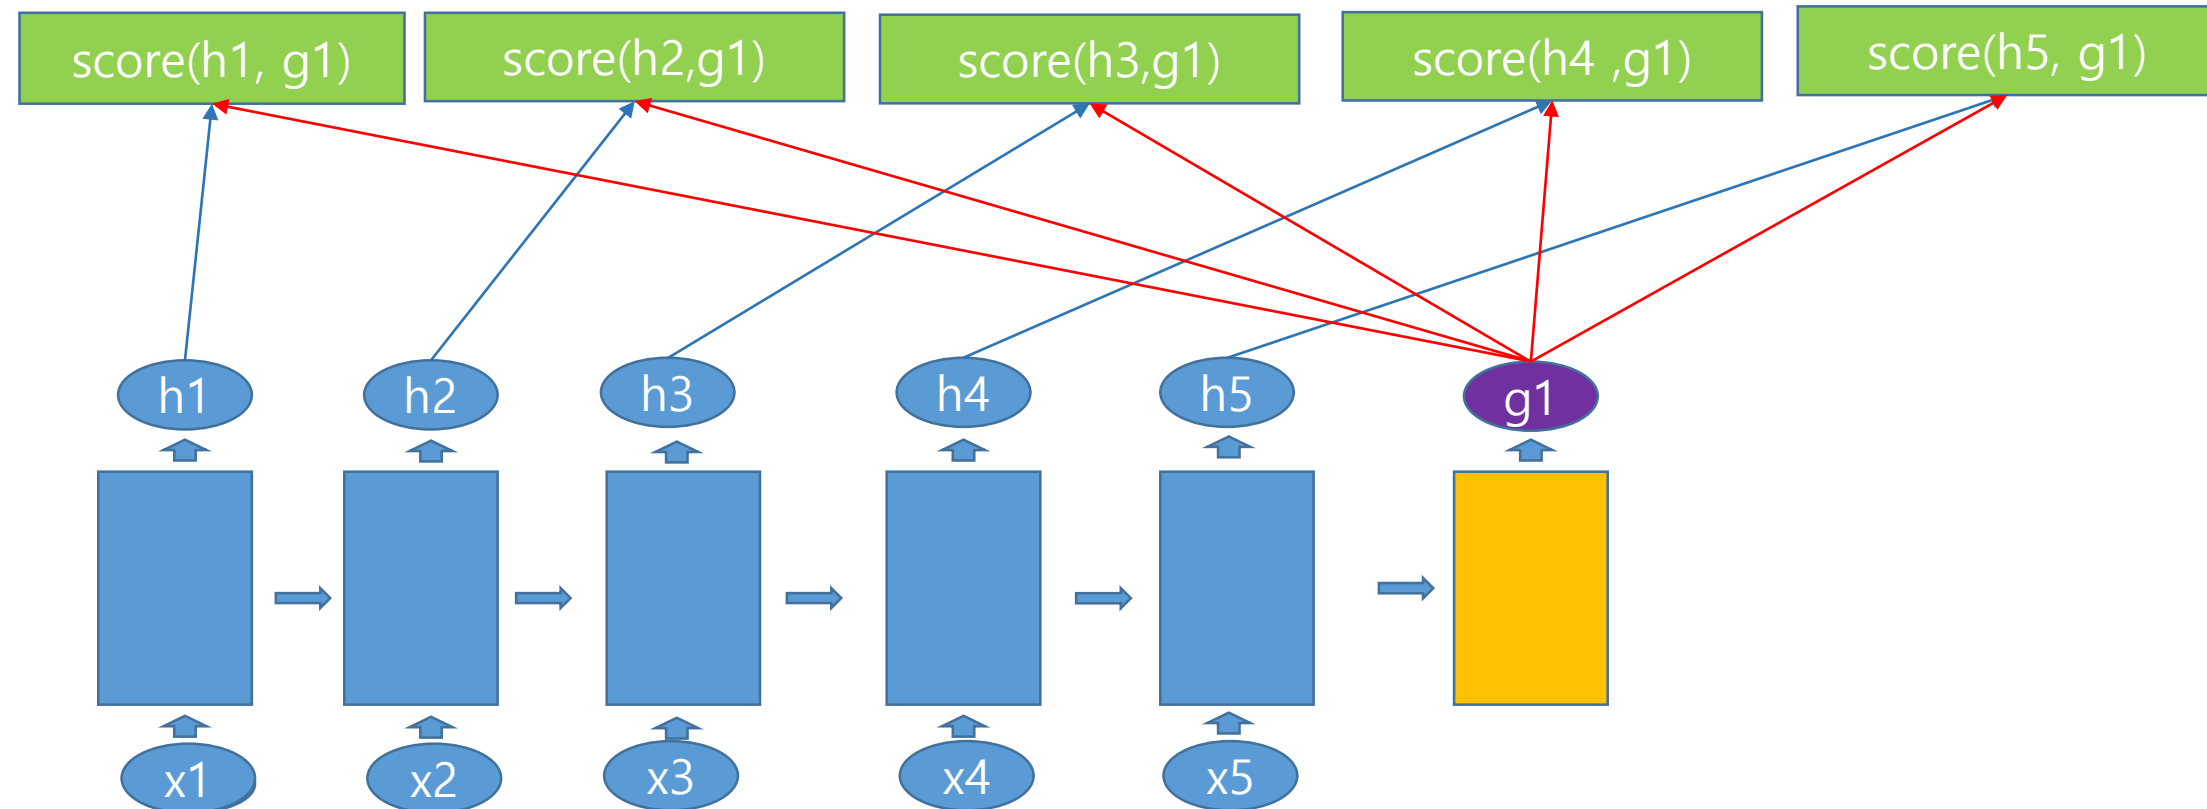 score(h1, g1)
score(h2,g1)
score(h3,g1)
score(h4 ,g1)
score(h5, g1)
h1
h2
h3
h4
h5
g1
x1
x2
x3
x4
x5